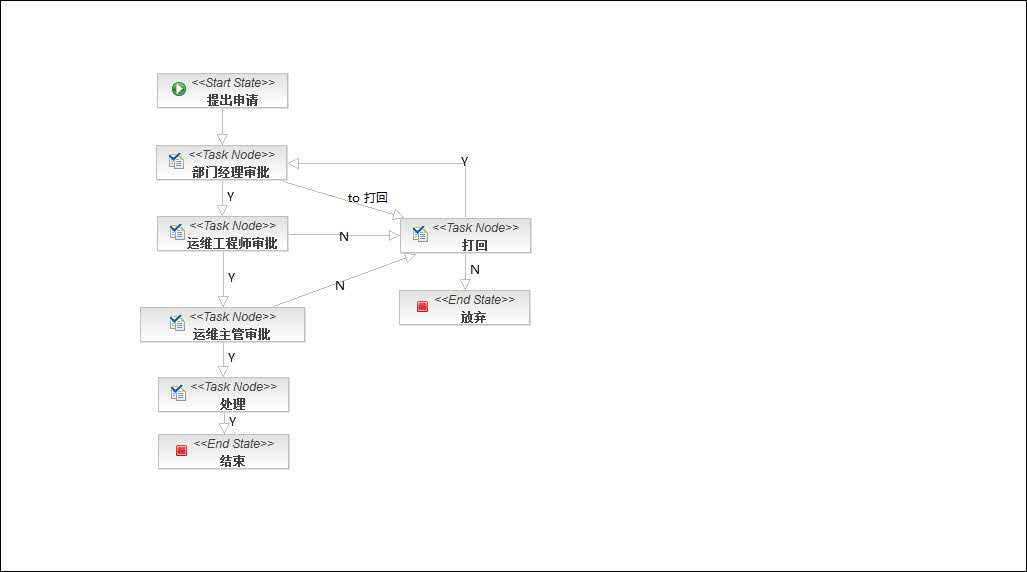 <<Start State>>
提出申请
<<Task Node>>
部门经理审批
Y
Y
to 打回
<<Task Node>>
运维工程师审批
N
<<Task Node>>
打回
Y
N
N
<<End State>>
放弃
<<Task Node>>
运维主管审批
Y
<<Task Node>>
处理
Y
<<End State>>
结束